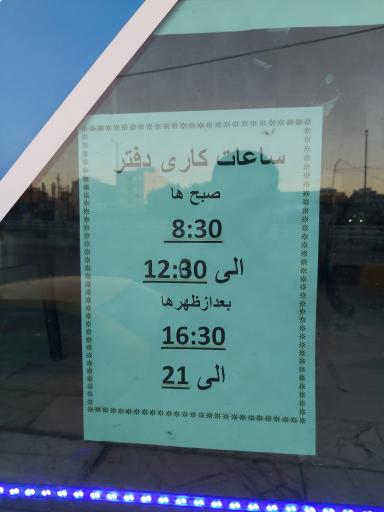 ساعات کاری دفتر
صبح ها
8:30
الی 12:30
بعدازظهرها
16:30
الی 21